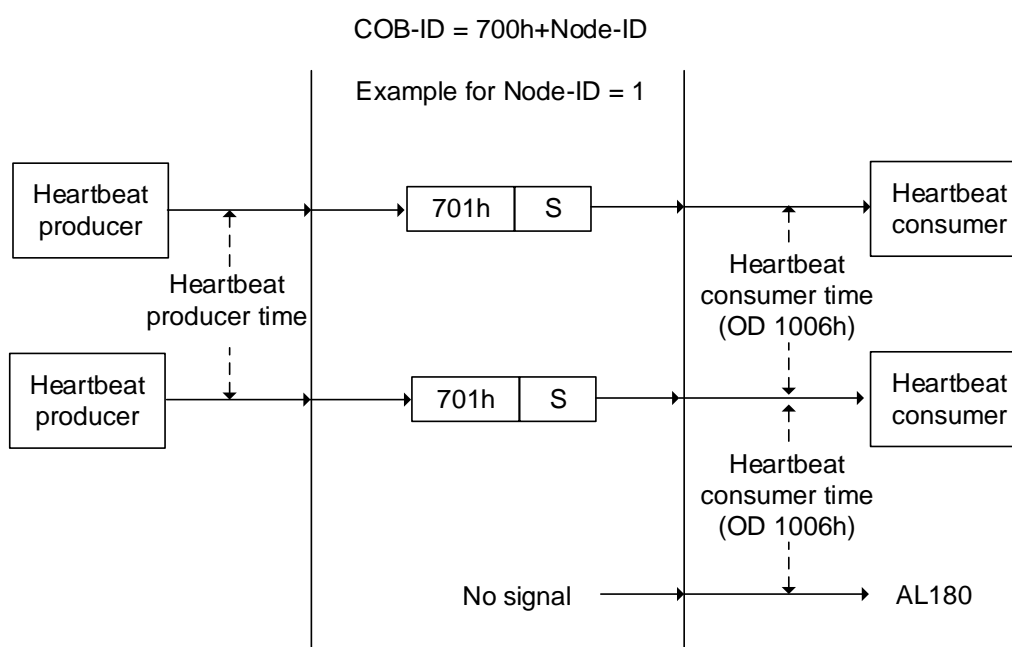 COB-ID = 700h+Node-ID
Example for Node-ID = 1
Heartbeat
producer
701h
S
Heartbeat
consumer
Heartbeat
producer time
Heartbeat
consumer time
(OD 1006h)
Heartbeat
producer
701h
S
Heartbeat
consumer
Heartbeat
consumer time
(OD 1006h)
No signal
AL180